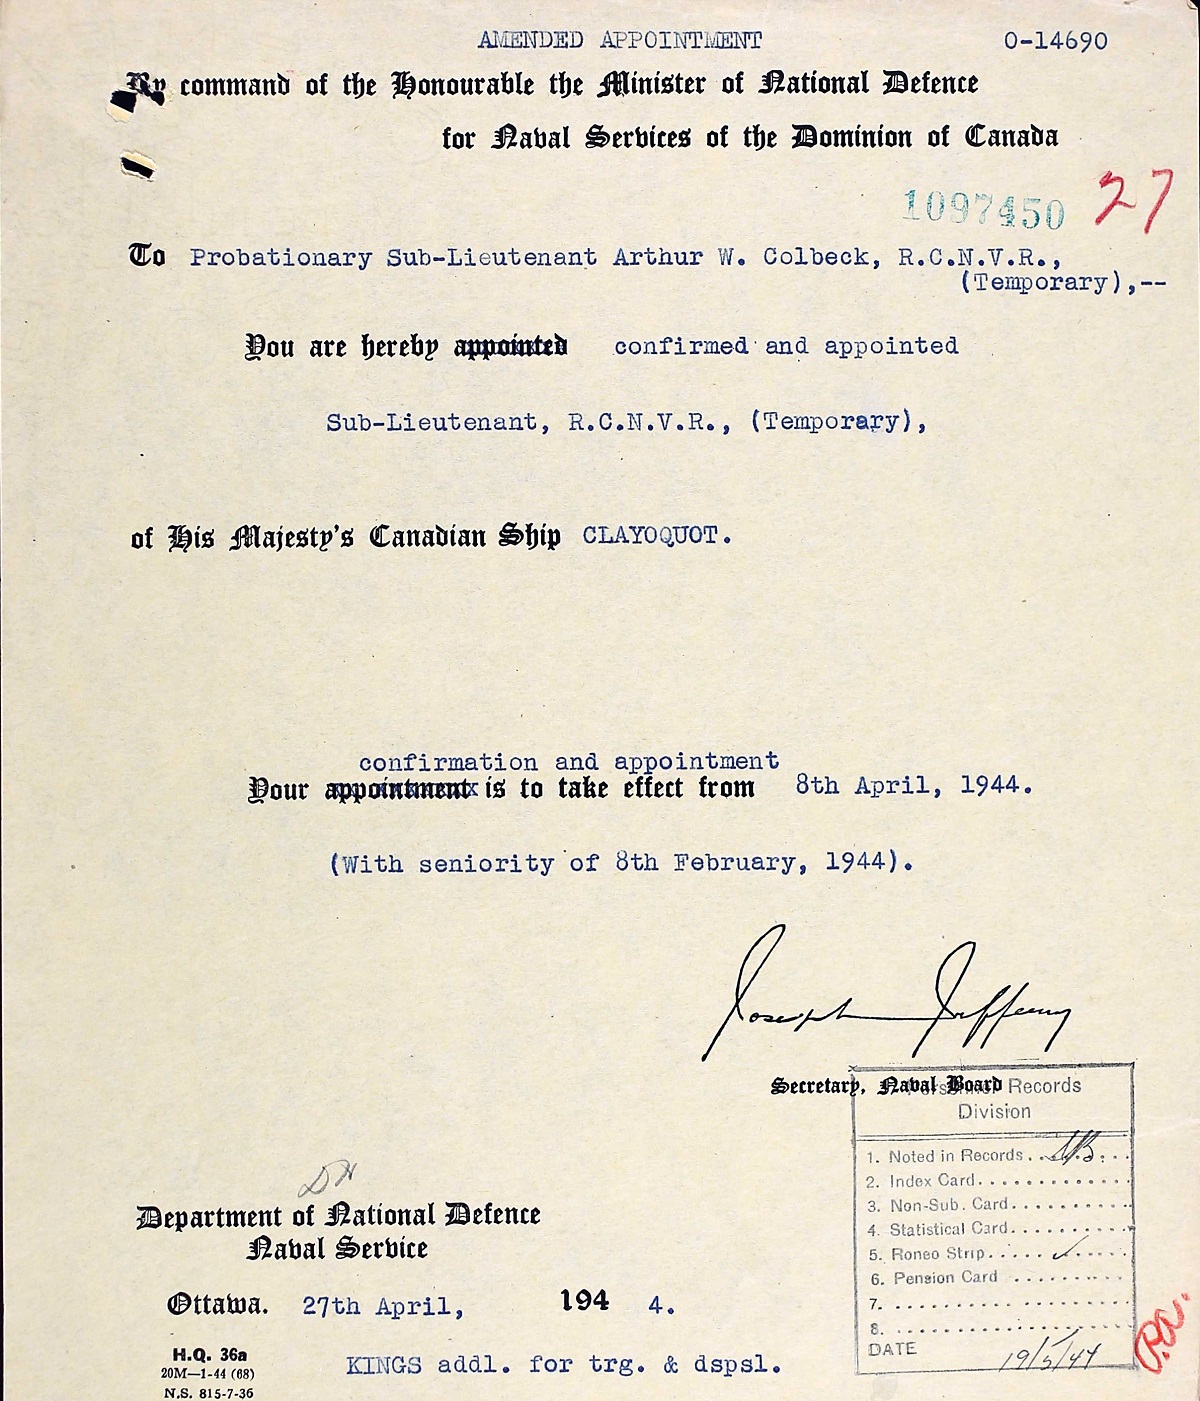 AMENDED APPOINTMENT O-14690
By command of the Honourable the Minister of National Defence
for Naval Services of the Dominion of Canada
1097450 27
To Probationary Sub-Lieutenant Arthur W. Colbeck, R.C.N.V.R.,
(Temporary),--
You are hereby appointed confirmed and appointed
Sub-Lieutenant, R.C.N.V.R., (Temporary),
of His Majesty's Canadian Ship CLAYOQUOT.
confirmation and appointment
Your appointment is to take effect from 8th April, 1944.
(With seniority of 8th February, 1944).
Joseph Jeffery
Secretary, Naval Board
Personnel Records
Division
1. Noted in Records
2. Index Card
3. Non-Sub. Card
4. Statistical Card
5. Roneo Strip ✓
6. Pension Card
7.
8.
DATE 19/5/44
P.A.
Department of National Defence
Naval Service
Ottawa. 27th April, 194 4.
H.Q. 36a
20M—1-44 (68)
N.S. 815-7-36
KINGS addl. for trg. & dspsl.